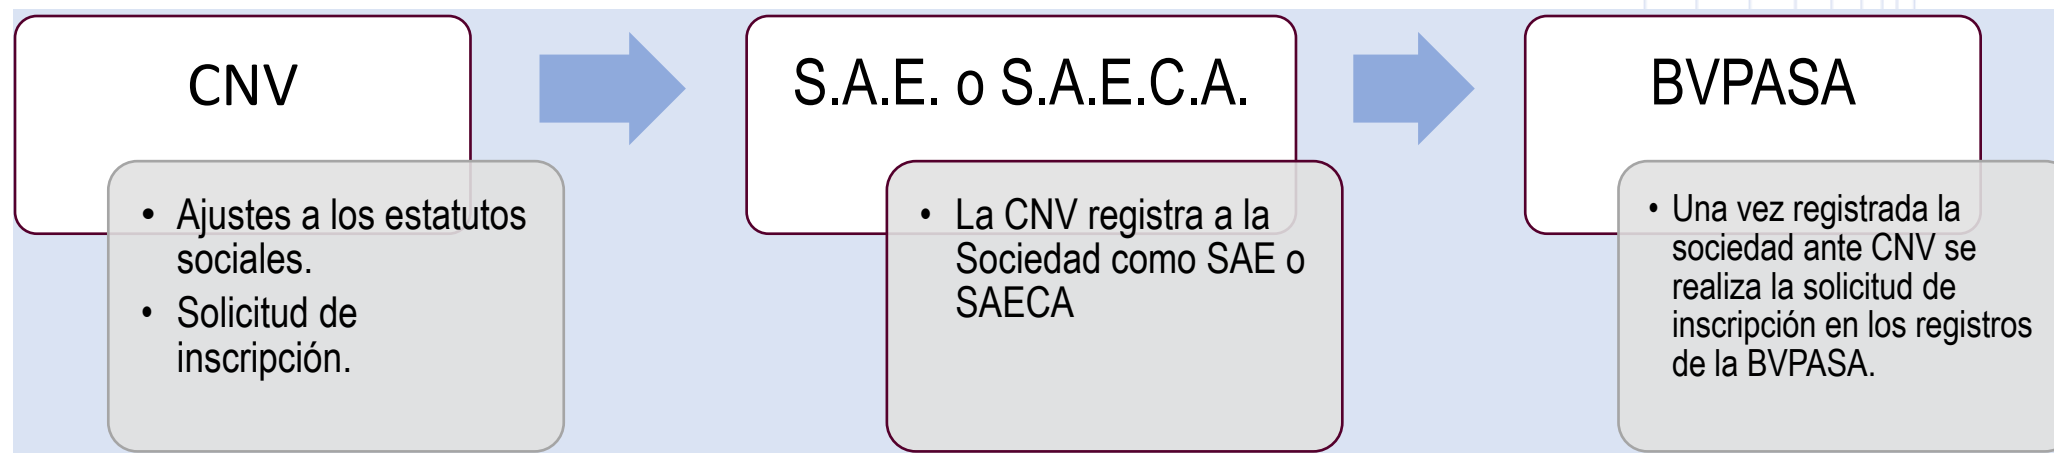 CNV
• Ajustes a los estatutos
sociales.
• Solicitud de
inscripción.
S.A.E. o S.A.E.C.A.
• La CNV registra a la
Sociedad como SAE o
SAECA
BVPASA
• Una vez registrada la
sociedad ante CNV se
realiza la solicitud de
inscripción en los registros
de la BVPASA.